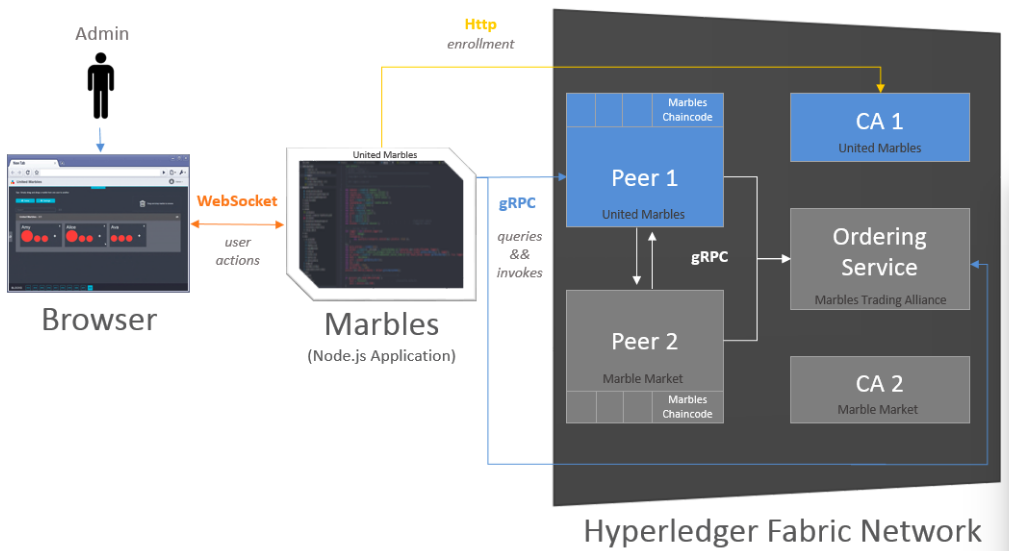 Admin
Browser
WebSocket
user
actions
United Marbles
Marbles
(Node.js Application)
Http
enrollment
gRPC
queries
&&
invokes
Marbles
Chaincode
Peer 1
United Marbles
gRPC
Peer 2
Marble Market
Marbles
Chaincode
CA 1
United Marbles
Ordering
Service
Marbles Trading Alliance
CA 2
Marble Market
Hyperledger Fabric Network